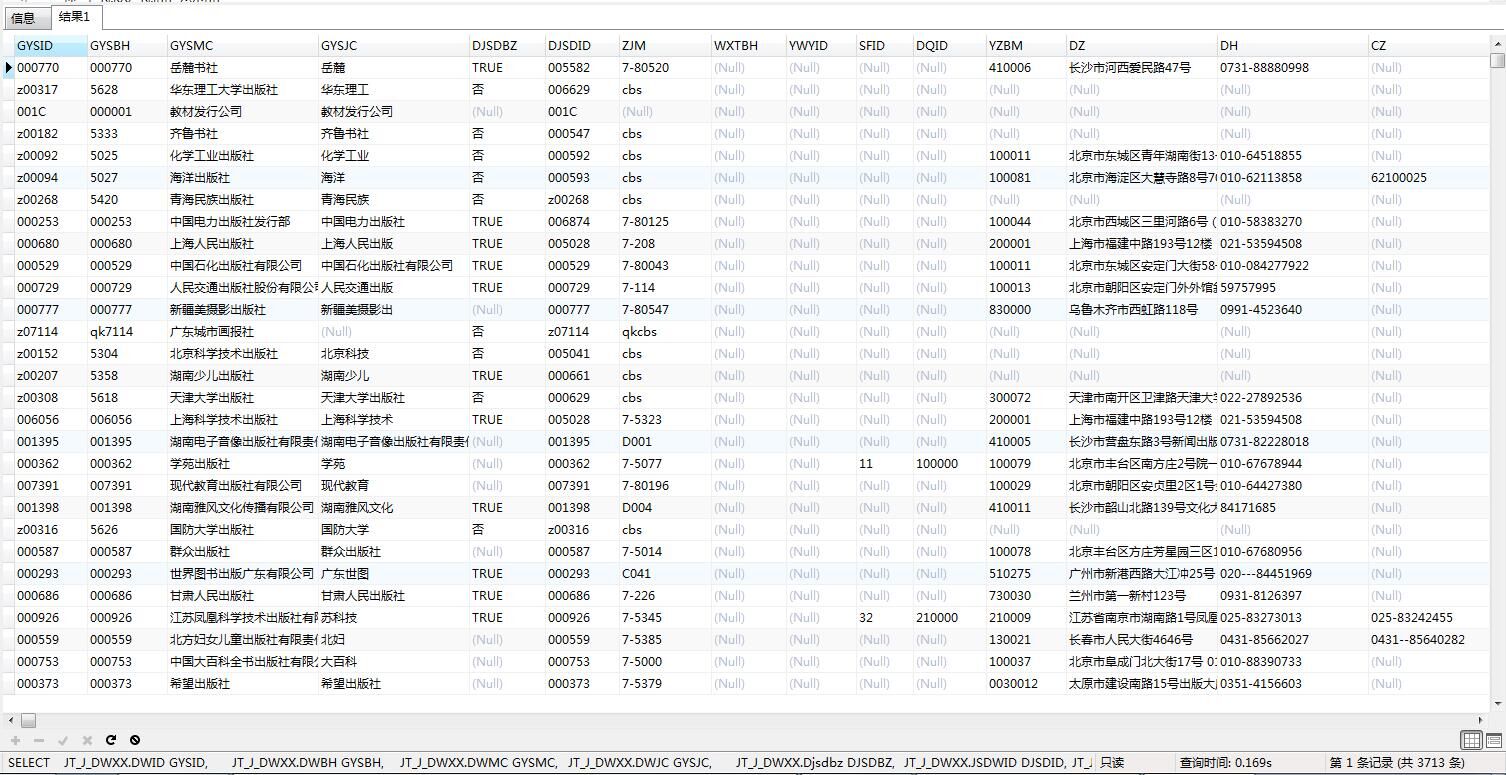 信息 结果1
GYSID GYSBH GYSMC GYSJC DJSDBZ DJSDID ZJM WXTBH YWYID SFID DQID YZBM DZ DH CZ
000770 000770 岳麓书社 岳麓 TRUE 005582 7-80520 (Null) (Null) (Null) (Null) 410006 长沙市河西爱民路47号 0731-88880998 (Null)
z00317 5628 华东理工大学出版社 华东理工 否 006629 cbs (Null) (Null) (Null) (Null) (Null) (Null) (Null) (Null)
001C 000001 教材发行公司 教材发行公司 (Null) 001C (Null) (Null) (Null) (Null) (Null) (Null) (Null) (Null) (Null)
z00182 5333 齐鲁书社 齐鲁书社 否 000547 cbs (Null) (Null) (Null) (Null) (Null) (Null) (Null) (Null)
z00092 5025 化学工业出版社 化学工业 否 000592 cbs (Null) (Null) (Null) (Null) 100011 北京市东城区青年湖南街13- 010-64518855 (Null)
z00094 5027 海洋出版社 海洋 否 000593 cbs (Null) (Null) (Null) (Null) 100081 北京市海淀区大慧寺路8号 010-62113858 62100025
z00268 5420 青海民族出版社 青海民族 否 z00268 cbs (Null) (Null) (Null) (Null) (Null) (Null) (Null) (Null)
000253 000253 中国电力出版社发行部 中国电力出版社 TRUE 006874 7-80125 (Null) (Null) (Null) (Null) 100044 北京市西城区三里河路6号 ( 010-58383270 (Null)
000680 000680 上海人民出版社 上海人民出版 TRUE 005028 7-208 (Null) (Null) (Null) (Null) 200001 上海市福建中路193号12楼 021-53594508 (Null)
000529 000529 中国石化出版社有限公司 中国石化出版社有限公司 TRUE 000529 7-80043 (Null) (Null) (Null) (Null) 100011 北京市东城区安定门大街58- 010-084277922 (Null)
000729 000729 人民交通出版社股份有限公 人民交通出版社 TRUE 000729 7-114 (Null) (Null) (Null) (Null) 100013 北京市朝阳区安定门外外馆 59757995 (Null)
000777 000777 新疆美摄影出版社 新疆美摄影出 (Null) 000777 7-80547 (Null) (Null) (Null) (Null) 830000 乌鲁木齐市西虹路118号 0991-4523640 (Null)
z07114 qk7114 广东城市画报社 (Null) 否 z07114 qkcbs (Null) (Null) (Null) (Null) (Null) (Null) (Null) (Null)
z00152 5304 北京科学技术出版社 北京科技 否 005041 cbs (Null) (Null) (Null) (Null) (Null) (Null) (Null) (Null)
z00207 5358 湖南少儿出版社 湖南少儿 TRUE 000661 cbs (Null) (Null) (Null) (Null) (Null) (Null) (Null) (Null)
z00308 5618 天津大学出版社 天津大学出版社 否 000629 cbs (Null) (Null) (Null) (Null) 300072 天津市南开区卫津路天津大 022-27892536 (Null)
006056 006056 上海科学技术出版社 上海科学技术 TRUE 005028 7-5323 (Null) (Null) (Null) (Null) 200001 上海市福建中路193号12楼 021-53594508 (Null)
001395 001395 湖南电子音像出版社有限责 湖南电子音像出版社有限责 (Null) 001395 D001 (Null) (Null) (Null) (Null) 410005 长沙市营盘东路3号新闻出版 0731-82228018 (Null)
000362 000362 学苑出版社 学苑 (Null) 000362 7-5077 (Null) (Null) 11 100000 100079 北京市丰台区南方庄2号院一 010-67678944 (Null)
007391 007391 现代教育出版社有限公司 现代教育 (Null) 007391 7-80196 (Null) (Null) (Null) (Null) 100029 北京市朝阳区安贞里2区1号 010-64427380 (Null)
001398 001398 湖南雅风文化传播有限公司 湖南雅风文化 TRUE 001398 D004 (Null) (Null) (Null) (Null) 410011 长沙市韶山北路139号文化 84171685 (Null)
z00316 5626 国防大学出版社 国防大学 否 z00316 cbs (Null) (Null) (Null) (Null) (Null) (Null) (Null) (Null)
000587 000587 群众出版社 群众出版社 (Null) 000587 7-5014 (Null) (Null) (Null) (Null) 100078 北京丰台区方庄芳星园三区 010-67680956 (Null)
000293 000293 世界图书出版广东有限公司 广东世图 TRUE 000293 C041 (Null) (Null) (Null) (Null) 510275 广州市新港西路大江冲25号 020---84451969 (Null)
000686 000686 甘肃人民出版社 甘肃人民出版社 TRUE 000686 7-226 (Null) (Null) (Null) (Null) 730030 兰州市第一新村123号 0931-8126397 (Null)
000926 000926 江苏凤凰科学技术出版社有 苏科技 TRUE 000926 7-5345 (Null) (Null) 32 210000 210009 江苏省南京市湖南路1号凤凰 025-83273013 025-83242455
000559 000559 北方妇女儿童出版社有限责 北妇 (Null) 000559 7-5385 (Null) (Null) (Null) (Null) 130021 长春市人民大街4646号 0431-85662027 0431--85640282
000753 000753 中国大百科全书出版社有限 大百科 (Null) 000753 7-5000 (Null) (Null) (Null) (Null) 100037 北京市阜成门北大街17号 01 010-88390733 (Null)
000373 000373 希望出版社 希望出版社 (Null) 000373 7-5379 (Null) (Null) (Null) (Null) 0030012 太原市建设南路15号出版大 0351-4156603 (Null)
SELECT JT_J_DWXX.DWID GYSID, JT_J_DWXX.DWBH GYSBH, JT_J_DWXX.DWMC GYSMC, JT_J_DWXX.DWJC GYSJC, JT_J_DWXX.Djsdbz DJSDBZ, JT_J_DWXX.JSDWID DJSDID, JT_J 只读 查询时间: 0.169s 第 1 条记录 (共 3713 条)